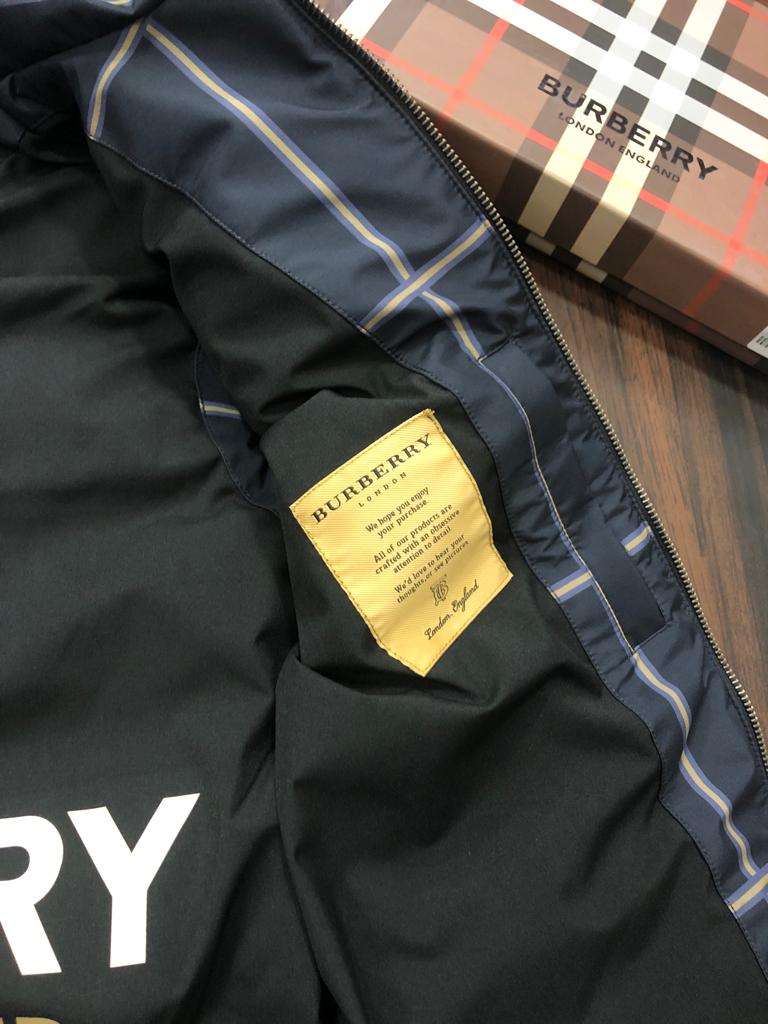 BURBERRY
LONDON ENGLAND
BURBERRY
LONDON
We hope you enjoy
your purchase.
All of our products are
crafted with an obsessive
attention to detail.
We'd love to hear your
thoughts, or see pictures
London, England
RY